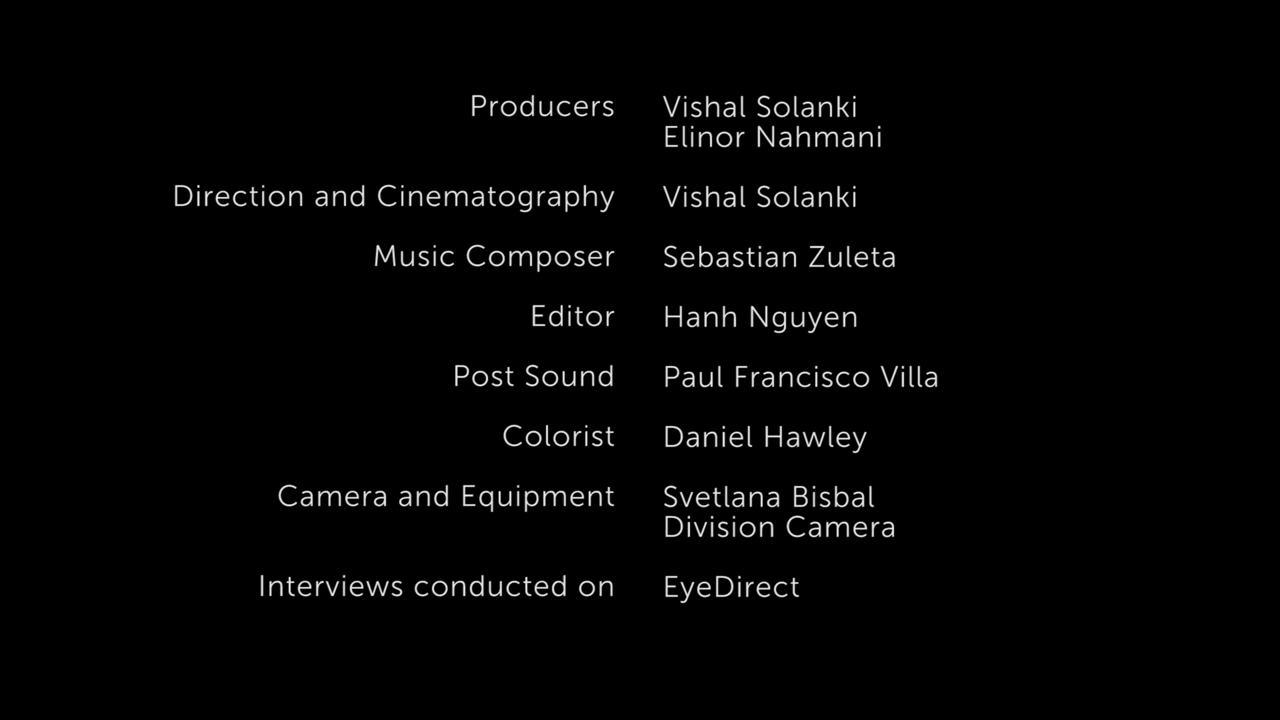 Producers Vishal Solanki
Elinor Nahmani
Direction and Cinematography Vishal Solanki
Music Composer Sebastian Zuleta
Editor Hanh Nguyen
Post Sound Paul Francisco Villa
Colorist Daniel Hawley
Camera and Equipment Svetlana Bisbal
Division Camera
Interviews conducted on EyeDirect